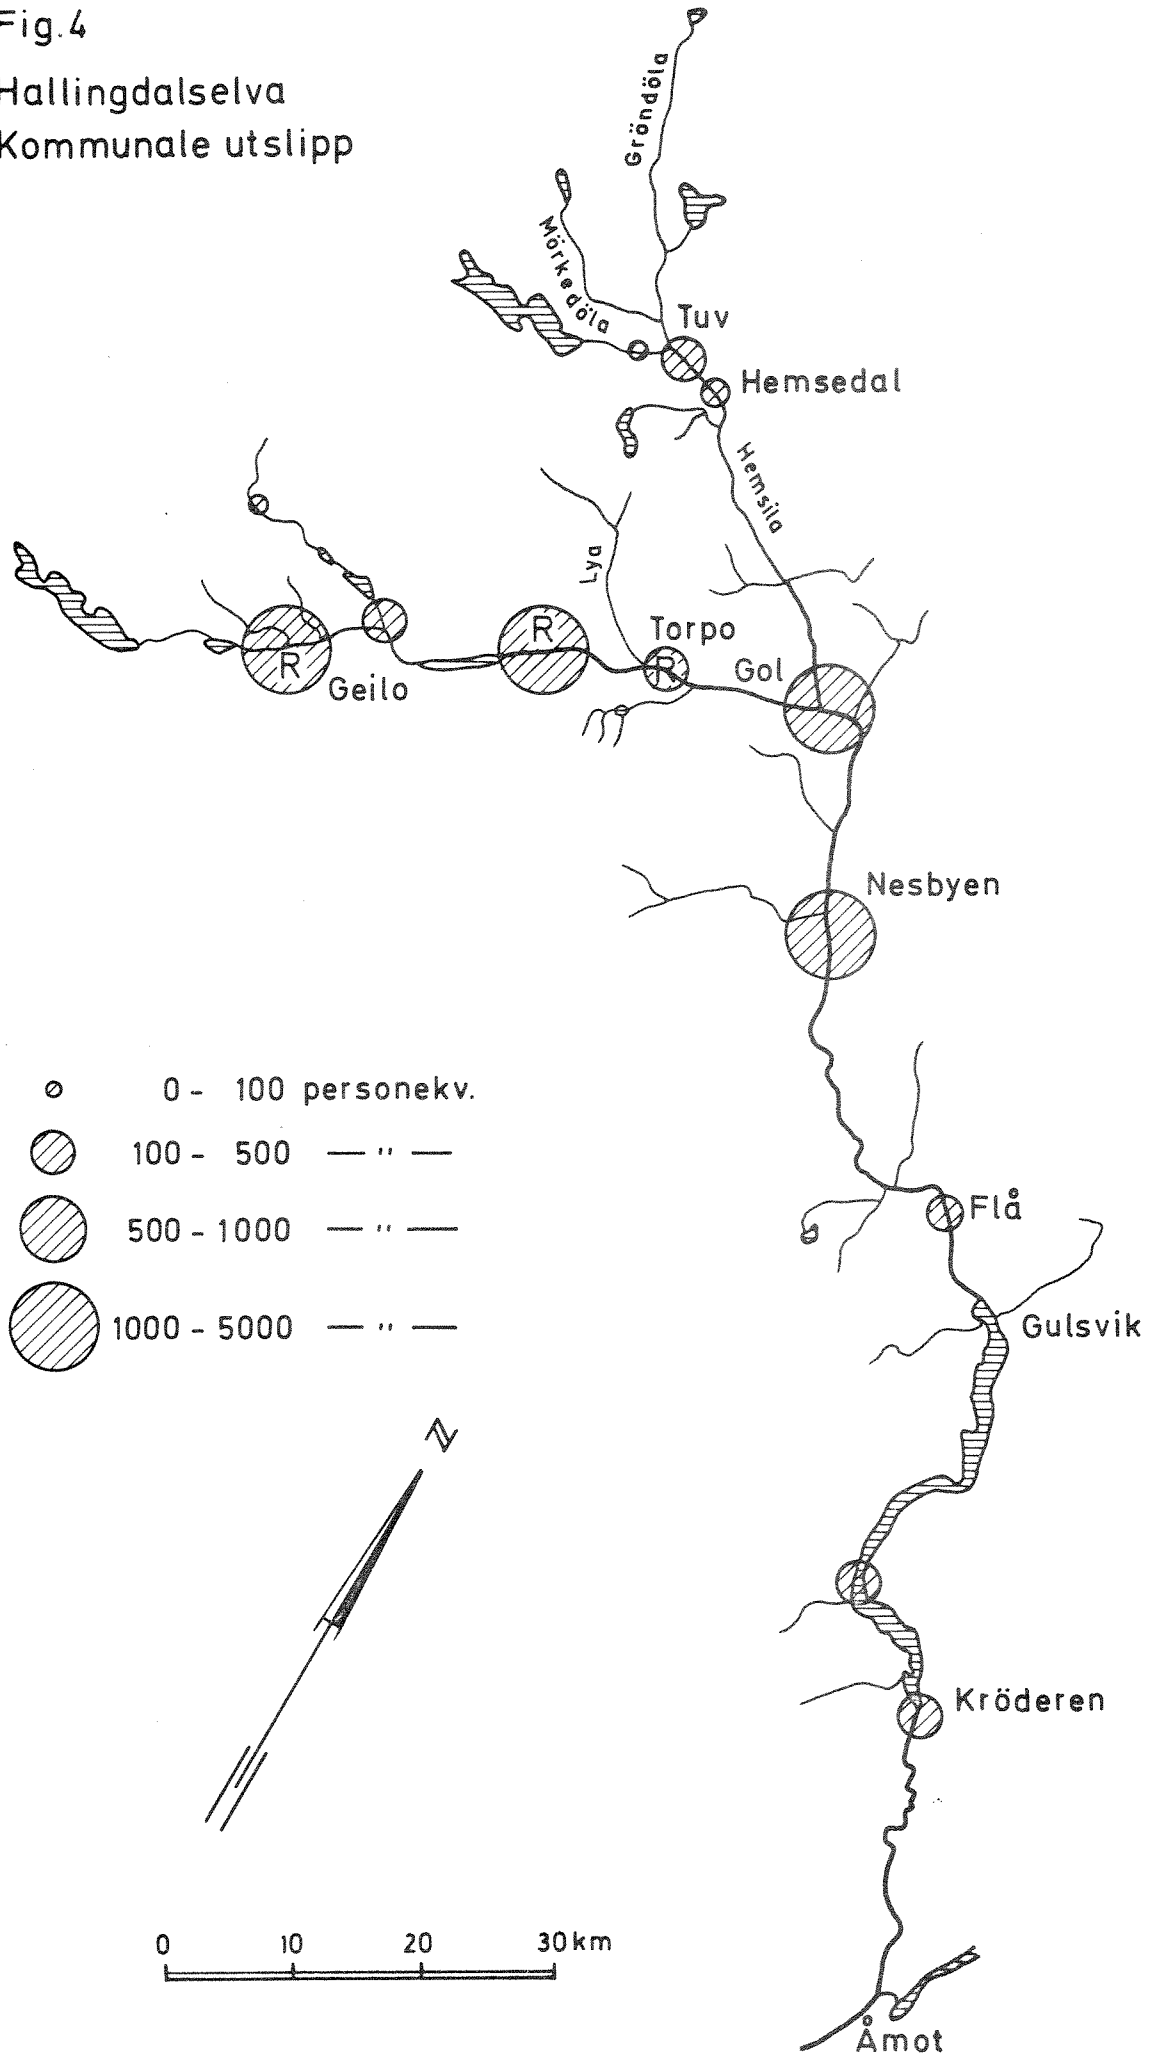 Fig. 4
Hallingdalselva
Kommunale utslipp
Gröndöla
Mörkedöla
Tuv
Hemsedal
Hemsila
Lya
Torpo
Gol
R
R
R
Geilo
Nesbyen
0 - 100 personekv.
100 - 500 — " —
500 - 1000 — " —
1000 - 5000 — " —
Flå
Gulsvik
N
Kröderen
0 10 20 30 km
Åmot